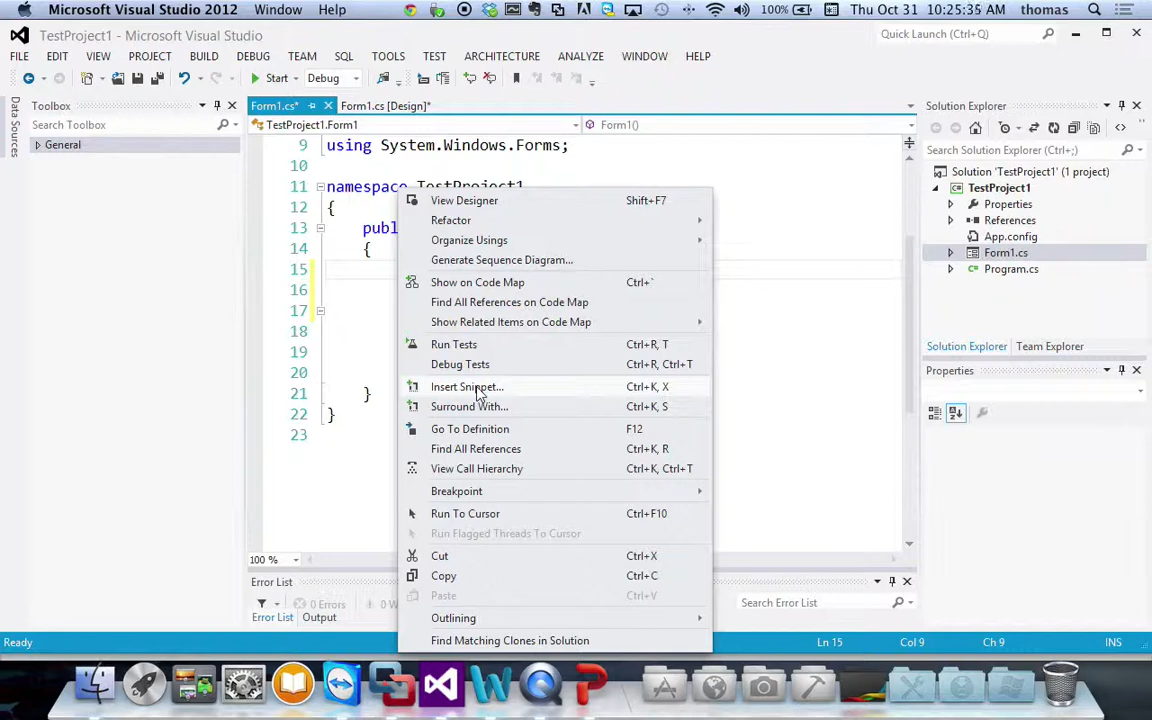 Microsoft Visual Studio 2012 Window Help 100% Thu Oct 31 10:25:35 AM thomas
TestProject1 - Microsoft Visual Studio Quick Launch (Ctrl+Q)
FILE EDIT VIEW PROJECT BUILD DEBUG TEAM SQL TOOLS TEST ARCHITECTURE ANALYZE WINDOW HELP
Start Debug
Data Sources
Toolbox
Search Toolbox
General
Form1.cs* Form1.cs [Design]*
TestProject1.Form1 Form1()
9 using System.Windows.Forms;
10
11 namespace TestProject1
12 {
13 publ
14 {
15
16
17
18
19
20
21 }
22 }
23
View Designer Shift+F7
Refactor
Organize Usings
Generate Sequence Diagram...
Show on Code Map Ctrl+`
Find All References on Code Map
Show Related Items on Code Map
Run Tests Ctrl+R, T
Debug Tests Ctrl+R, Ctrl+T
Insert Snippet... Ctrl+K, X
Surround With... Ctrl+K, S
Go To Definition F12
Find All References Ctrl+K, R
View Call Hierarchy Ctrl+K, Ctrl+T
Breakpoint
Run To Cursor Ctrl+F10
Run Flagged Threads To Cursor
Cut Ctrl+X
Copy Ctrl+C
Paste Ctrl+V
Outlining
Find Matching Clones in Solution
Solution Explorer
Search Solution Explorer (Ctrl+;)
Solution 'TestProject1' (1 project)
TestProject1
Properties
References
App.config
Form1.cs
Program.cs
Solution Explorer Team Explorer
Properties
100 %
Error List
0 Errors 0 W
Search Error List
Error List Output
Ready Ln 15 Col 9 Ch 9 INS